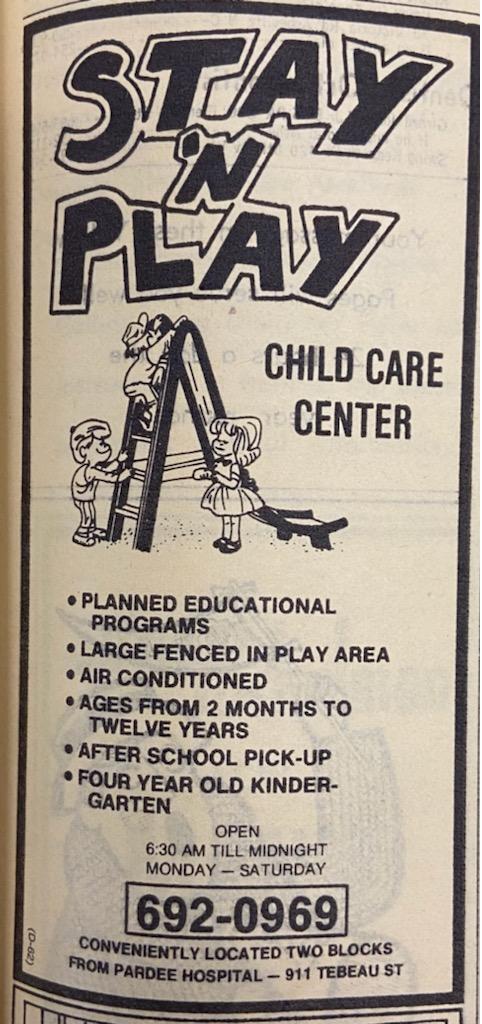 STAY
'N
PLAY
CHILD CARE
CENTER
• PLANNED EDUCATIONAL
PROGRAMS
• LARGE FENCED IN PLAY AREA
• AIR CONDITIONED
• AGES FROM 2 MONTHS TO
TWELVE YEARS
• AFTER SCHOOL PICK-UP
• FOUR YEAR OLD KINDER-
GARTEN
OPEN
6:30 AM TILL MIDNIGHT
MONDAY — SATURDAY
692-0969
CONVENIENTLY LOCATED TWO BLOCKS
FROM PARDEE HOSPITAL — 911 TEBEAU ST
(D-62)